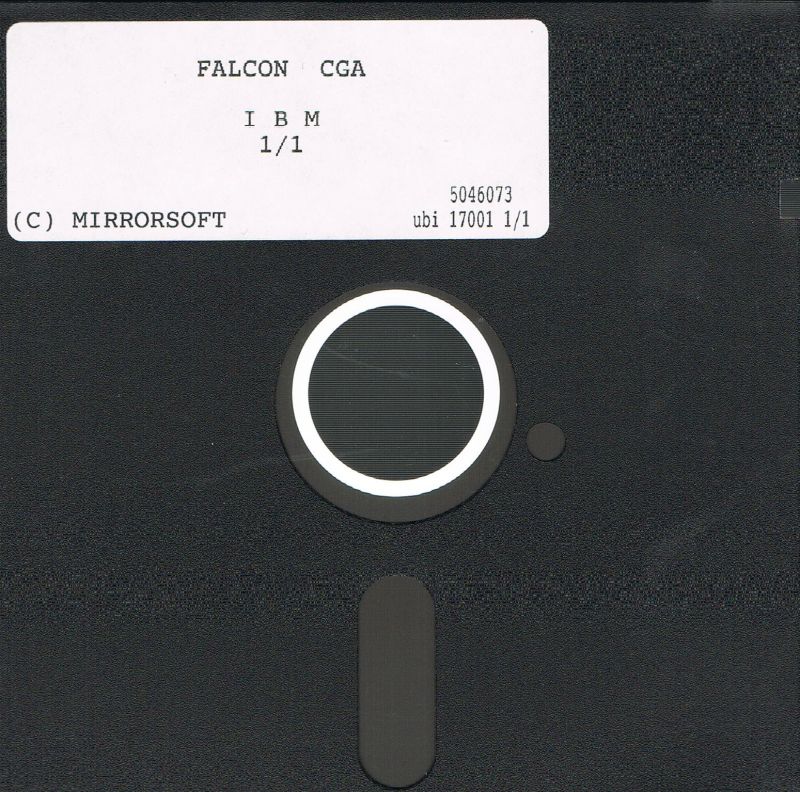 FALCON CGA
I B M
1/1
5046073
(C) MIRRORSOFT ubi 17001 1/1